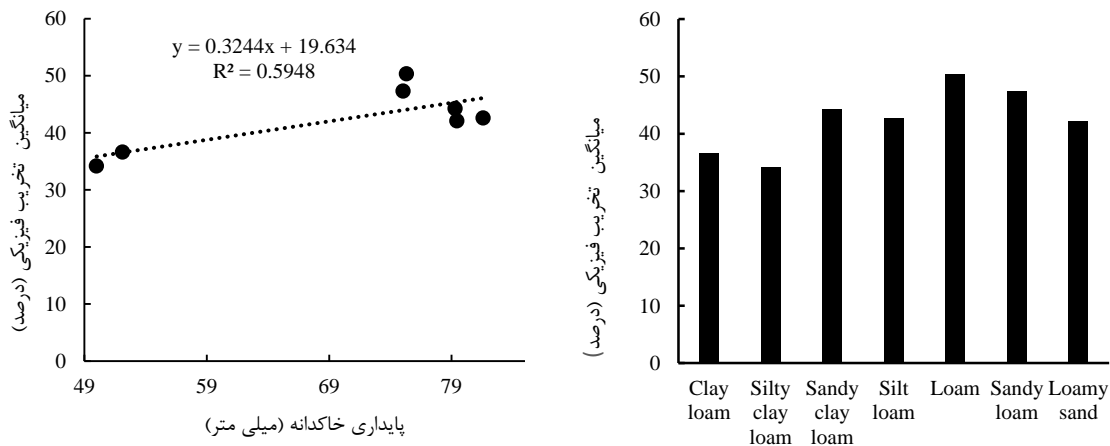 60
50
40
30
20
10
0
میانگین تخریب فیزیکی (درصد)
y = 0.3244x + 19.634
R² = 0.5948
49 59 69 79
پایداری خاکدانه (میلی متر)
60
50
40
30
20
10
0
میانگین تخریب فیزیکی (درصد)
Clay
loam
Silty
clay
loam
Sandy
clay
loam
Silt
loam
Loam
Sandy
loam
Loamy
sand